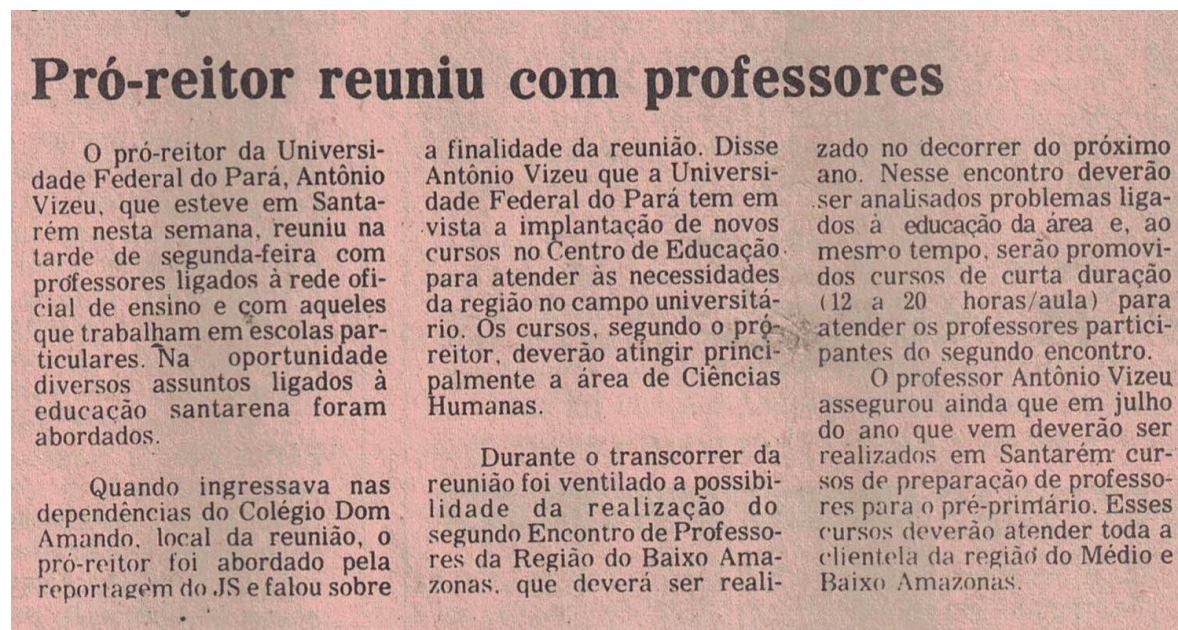 Pró-reitor reuniu com professores
O pró-reitor da Universi-
dade Federal do Pará, Antônio
Vizeu, que esteve em Santa-
rém nesta semana, reuniu na
tarde de segunda-feira com
professores ligados à rede ofi-
cial de ensino e com aqueles
que trabalham em escolas par-
ticulares. Na oportunidade
diversos assuntos ligados à
educação santarena foram
abordados.
Quando ingressava nas
dependências do Colégio Dom
Amando, local da reunião, o
pró-reitor foi abordado pela
reportagem do JS e falou sobre
a finalidade da reunião. Disse
Antônio Vizeu que a Universi-
dade Federal do Pará tem em
vista a implantação de novos
cursos no Centro de Educação
para atender às necessidades
da região no campo universitá-
rio. Os cursos, segundo o pró-
reitor, deverão atingir princi-
palmente a área de Ciências
Humanas.
Durante o transcorrer da
reunião foi ventilado a possibi-
lidade da realização do
segundo Encontro de Professo-
res da Região do Baixo Ama-
zonas, que deverá ser reali-
zado no decorrer do próximo
ano. Nesse encontro deverão
ser analisados problemas liga-
dos à educação da área e, ao
mesmo tempo, serão promovi-
dos cursos de curta duração
(12 a 20 horas/aula) para
atender os professores partici-
pantes do segundo encontro.
O professor Antônio Vizeu
assegurou ainda que em julho
do ano que vem deverão ser
realizados em Santarém cur-
sos de preparação de professo-
res para o pré-primário. Esses
cursos deverão atender toda a
clientela da região do Médio e
Baixo Amazonas.